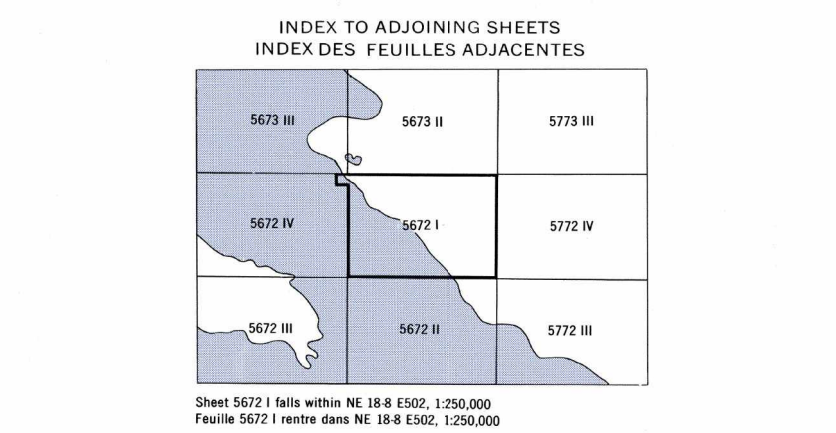 INDEX TO ADJOINING SHEETS
INDEX DES FEUILLES ADJACENTES
5673 III
5673 II
5773 III
5672 IV
5672 I
5772 IV
5672 III
5672 II
5772 III
Sheet 5672 I falls within NE 18-8 E502, 1:250,000
Feuille 5672 I rentre dans NE 18-8 E502, 1:250,000